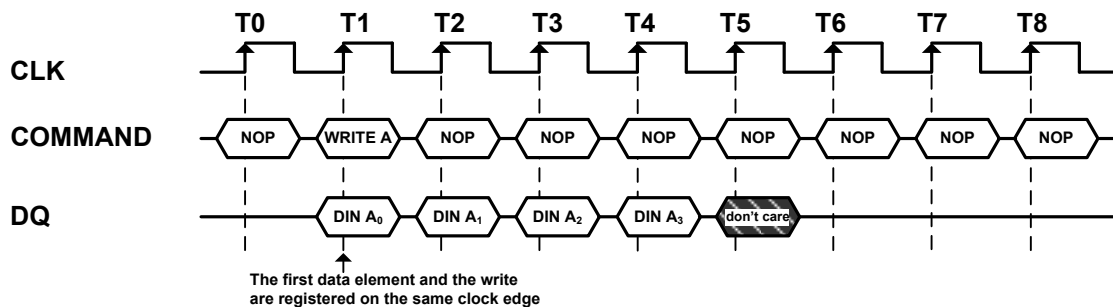 T0 T1 T2 T3 T4 T5 T6 T7 T8
CLK
COMMAND NOP WRITE A NOP NOP NOP NOP NOP NOP NOP
DQ DIN A0 DIN A1 DIN A2 DIN A3 don't care
The first data element and the write
are registered on the same clock edge